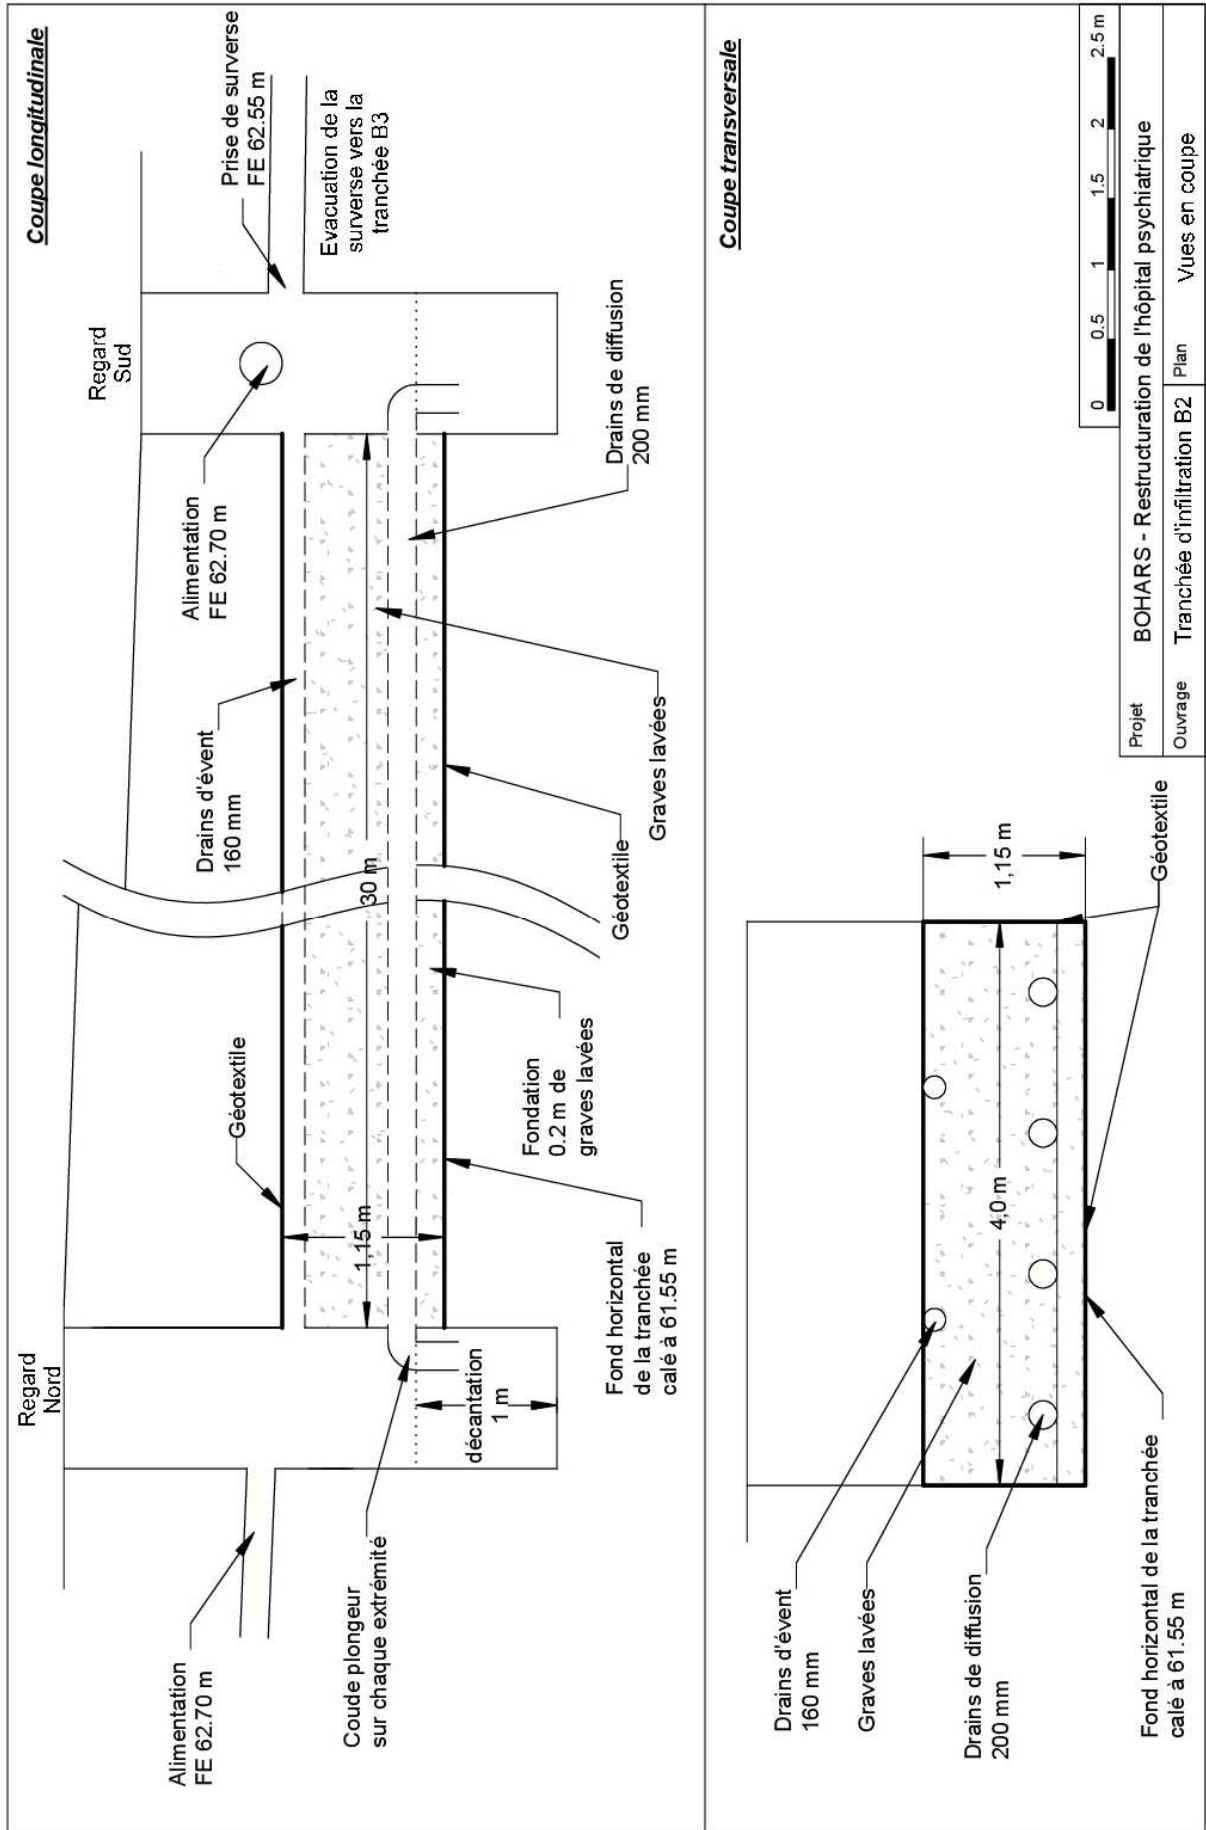 Coupe longitudinale
Regard
Nord
Regard
Sud
Alimentation
FE 62.70 m
Géotextile
Drains d'évent
160 mm
Alimentation
FE 62.70 m
Prise de surverse
FE 62.55 m
Evacuation de la
surverse vers la
tranchée B3
1,15 m
30 m
décantation
1 m
Coude plongeur
sur chaque extrémité
Fond horizontal
de la tranchée
calé à 61.55 m
Fondation
0.2 m de
graves lavées
Géotextile
Graves lavées
Drains de diffusion
200 mm
Coupe transversale
Drains d'évent
160 mm
Graves lavées
Drains de diffusion
200 mm
Fond horizontal de la tranchée
calé à 61.55 m
4,0 m
1,15 m
Géotextile
0 0.5 1 1.5 2 2.5 m
Projet BOHARS - Restructuration de l'hôpital psychiatrique
Ouvrage Tranchée d'infiltration B2 Plan Vues en coupe